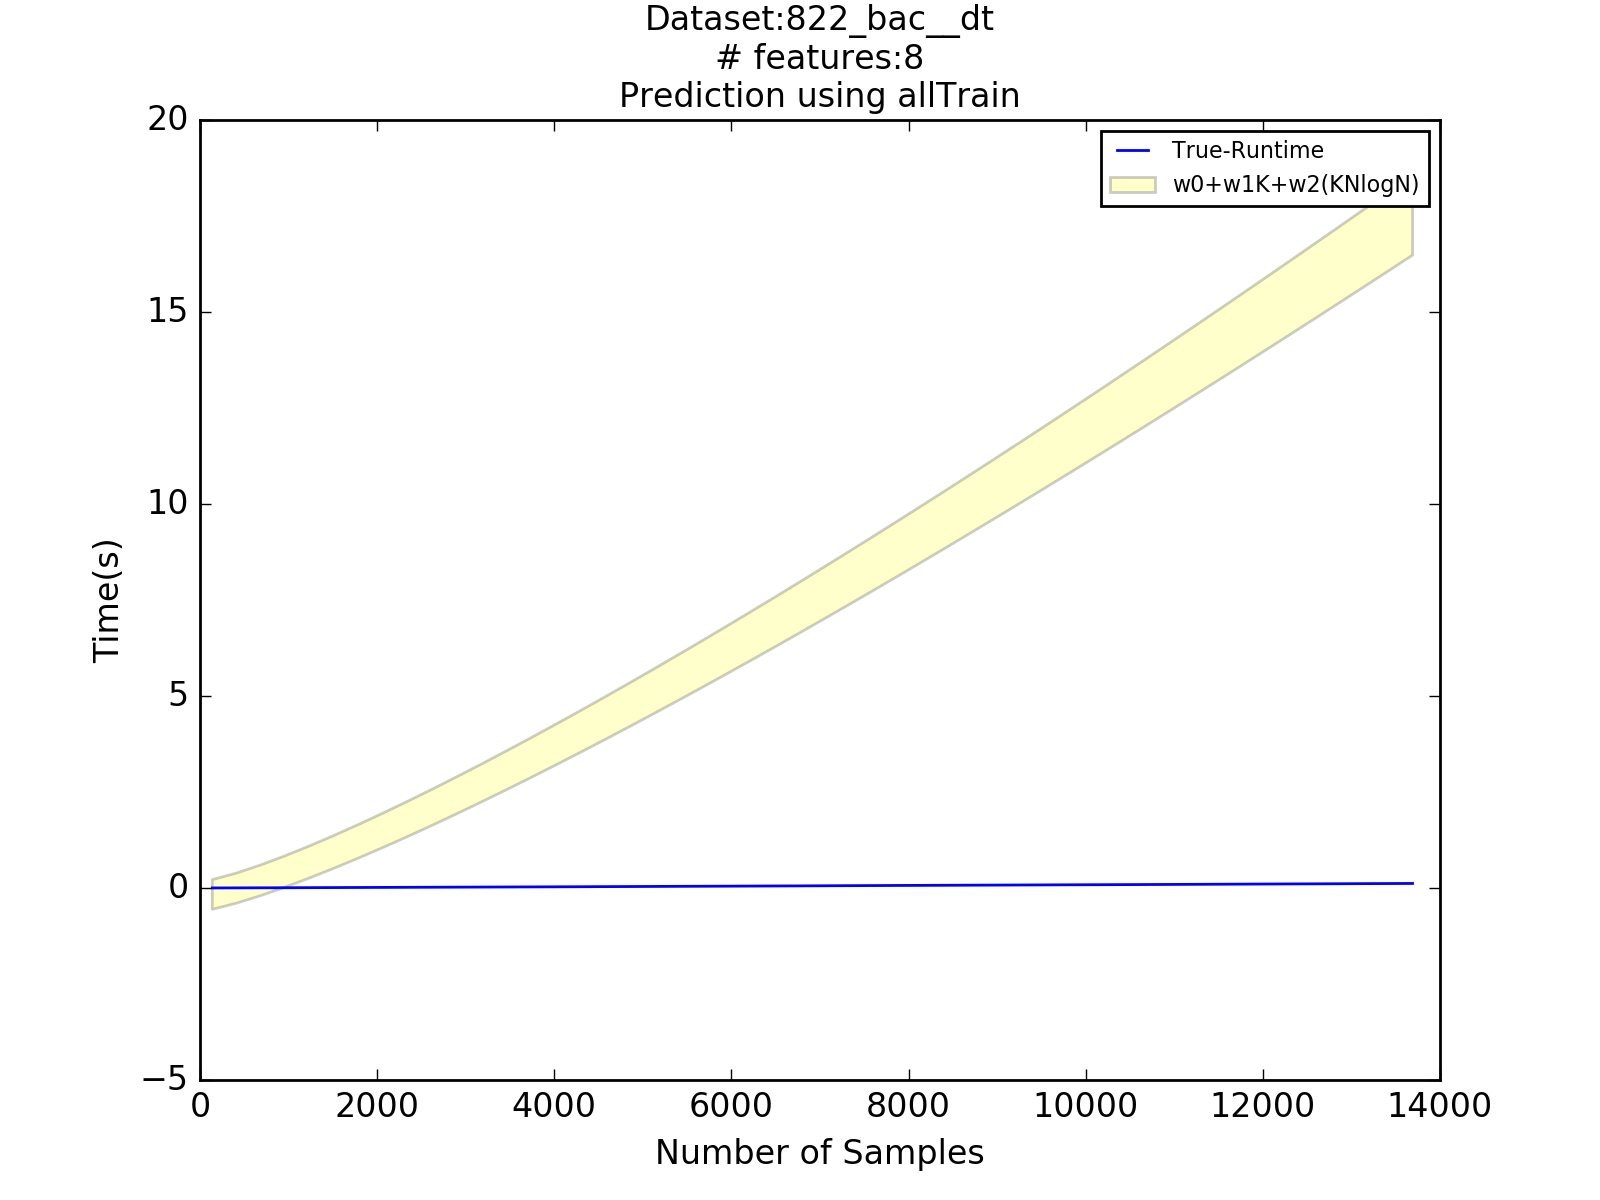 Dataset:822_bac__dt
# features:8
Prediction using allTrain
20
15
10
5
0
−5
Time(s)
True-Runtime
w0+w1K+w2(KNlogN)
0 2000 4000 6000 8000 10000 12000 14000
Number of Samples